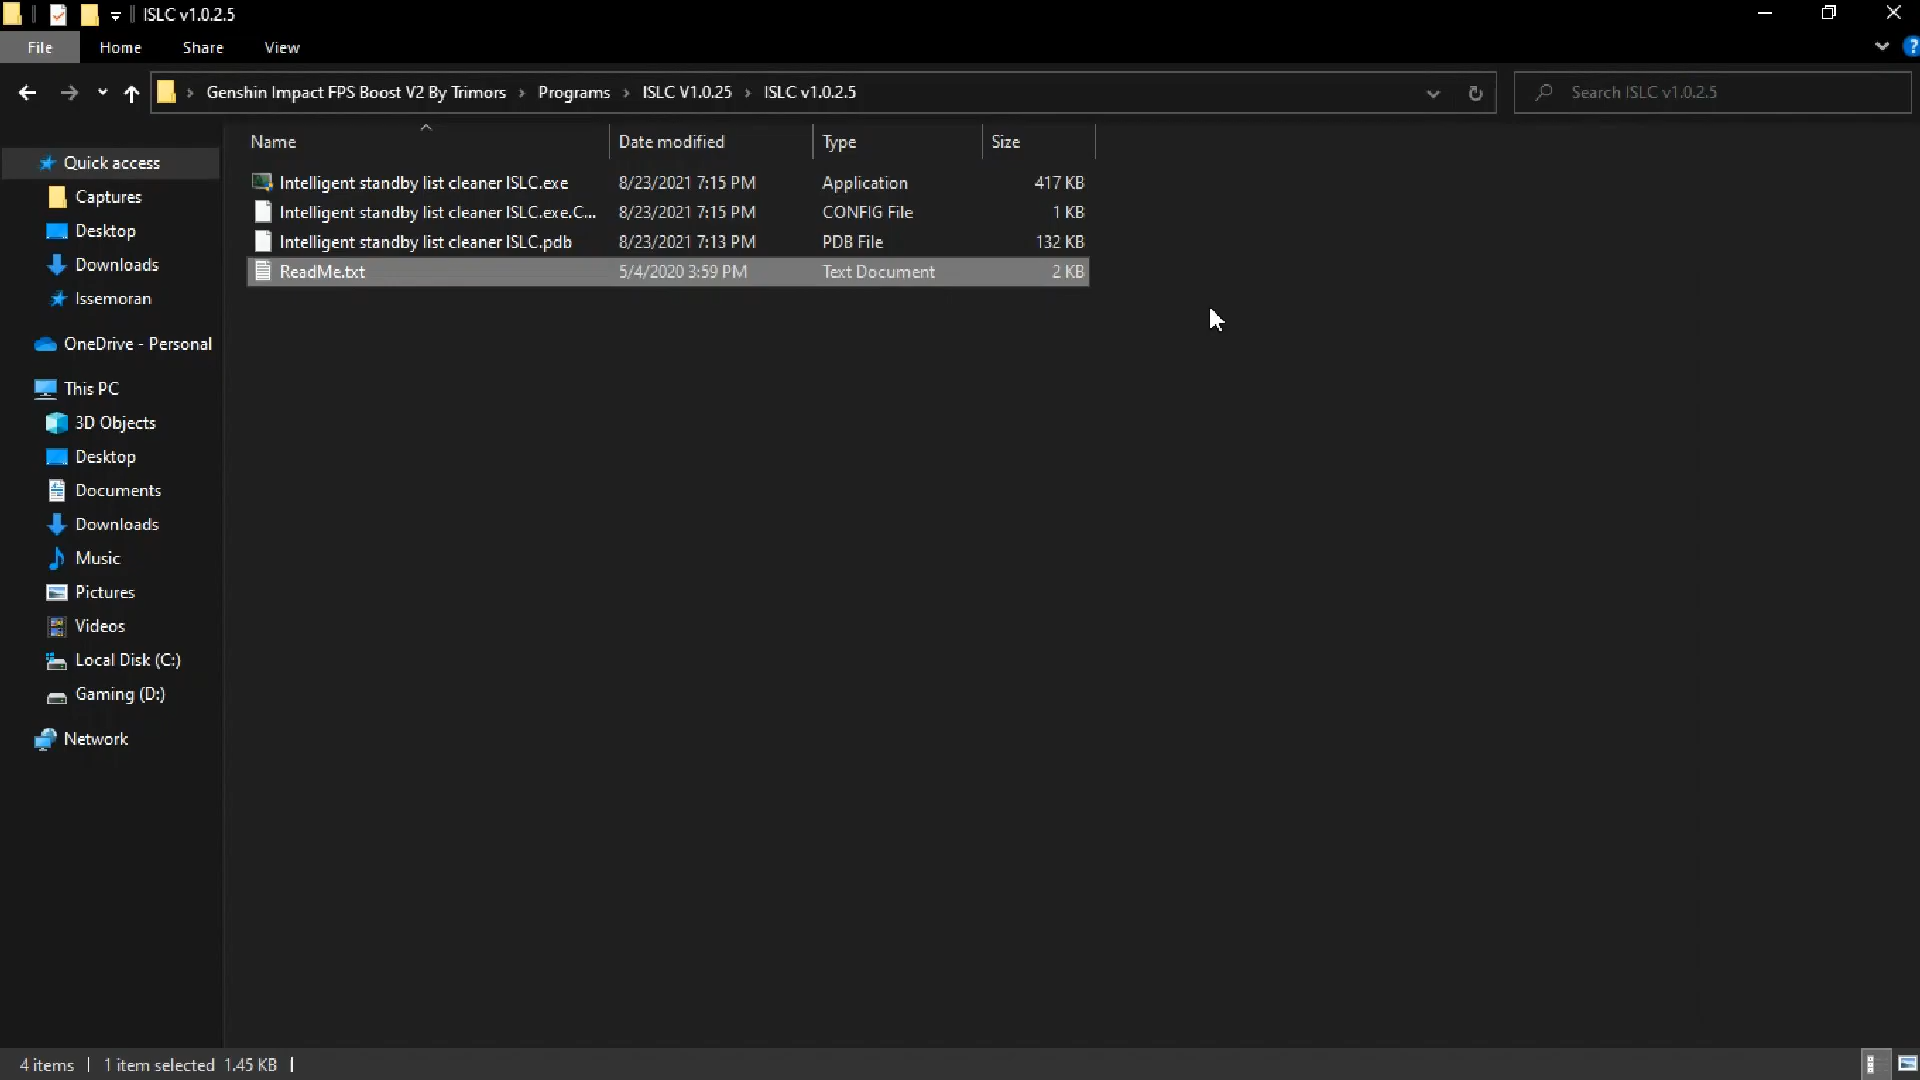 ISLC v1.0.2.5
File Home Share View
?
Genshin Impact FPS Boost V2 By Trimors › Programs › ISLC V1.0.25 › ISLC v1.0.2.5
Search ISLC v1.0.2.5
Name Date modified Type Size
Intelligent standby list cleaner ISLC.exe 8/23/2021 7:15 PM Application 417 KB
Intelligent standby list cleaner ISLC.exe.C... 8/23/2021 7:15 PM CONFIG File 1 KB
Intelligent standby list cleaner ISLC.pdb 8/23/2021 7:13 PM PDB File 132 KB
ReadMe.txt 5/4/2020 3:59 PM Text Document 2 KB
Quick access
Captures
Desktop
Downloads
Issemoran
OneDrive - Personal
This PC
3D Objects
Desktop
Documents
Downloads
Music
Pictures
Videos
Local Disk (C:)
Gaming (D:)
Network
4 items 1 item selected 1.45 KB